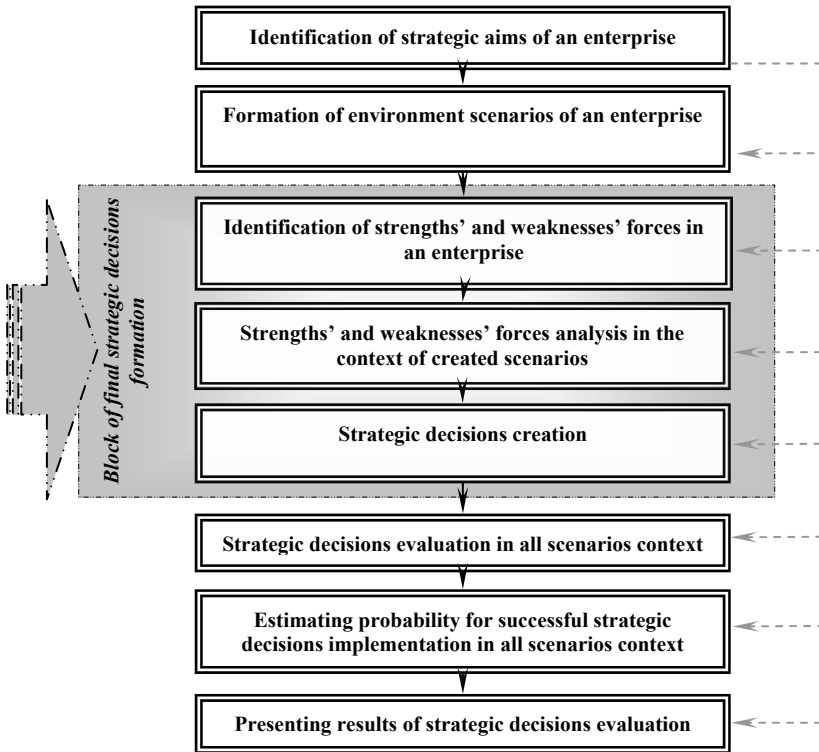 Identification of strategic aims of an enterprise
Formation of environment scenarios of an enterprise
Block of final strategic decisions
formation
Identification of strengths’ and weaknesses’ forces in
an enterprise
Strengths’ and weaknesses’ forces analysis in the
context of created scenarios
Strategic decisions creation
Strategic decisions evaluation in all scenarios context
Estimating probability for successful strategic
decisions implementation in all scenarios context
Presenting results of strategic decisions evaluation